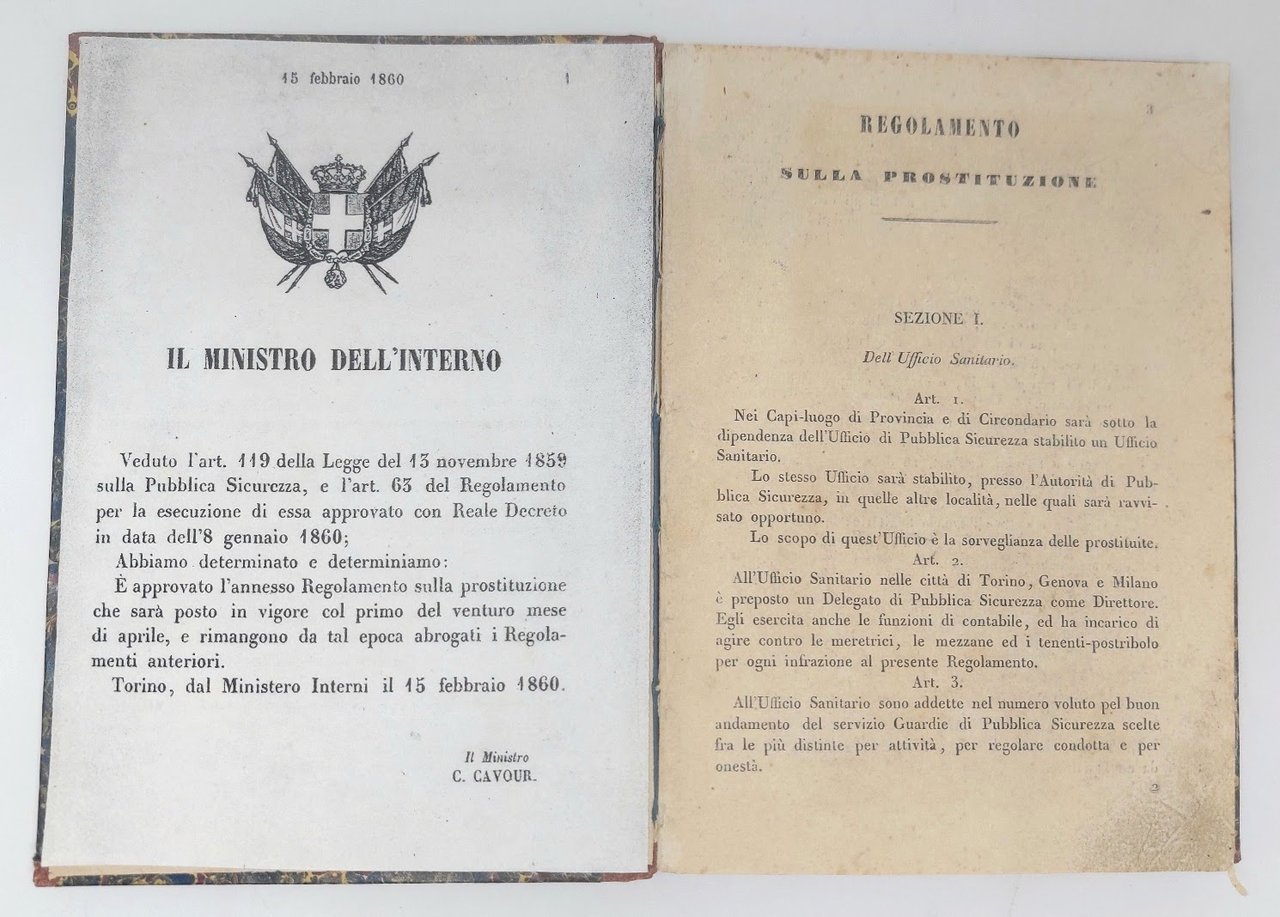 15 febbraio 1860
1
IL MINISTRO DELL'INTERNO
Veduto l'art. 119 della Legge del 13 novembre 1859
sulla Pubblica Sicurezza, e l'art. 63 del Regolamento
per la esecuzione di essa approvato con Reale Decreto
in data dell'8 gennaio 1860;
Abbiamo determinato e determiniamo:
È approvato l'annesso Regolamento sulla prostituzione
che sarà posto in vigore col primo del venturo mese
di aprile, e rimangono da tal epoca abrogati i Regola-
menti anteriori.
Torino, dal Ministero Interni il 15 febbraio 1860.
Il Ministro
C. CAVOUR.
3
REGOLAMENTO
SULLA PROSTITUZIONE
SEZIONE I.
Dell'Ufficio Sanitario.
Art. 1.
Nei Capi-luogo di Provincia e di Circondario sarà sotto la
dipendenza dell'Ufficio di Pubblica Sicurezza stabilito un Ufficio
Sanitario.
Lo stesso Ufficio sarà stabilito, presso l'Autorità di Pub-
blica Sicurezza, in quelle altre località, nelle quali sarà ravvi-
sato opportuno.
Lo scopo di quest'Ufficio è la sorveglianza delle prostituite.
Art. 2.
All'Ufficio Sanitario nelle città di Torino, Genova e Milano
è preposto un Delegato di Pubblica Sicurezza come Direttore.
Egli esercita anche le funzioni di contabile, ed ha incarico di
agire contro le meretrici, le mezzane ed i tenenti-postribolo
per ogni infrazione al presente Regolamento.
Art. 3.
All'Ufficio Sanitario sono addette nel numero voluto pel buon
andamento del servizio Guardie di Pubblica Sicurezza scelte
fra le più distinte per attività, per regolare condotta e per
onestà.
2